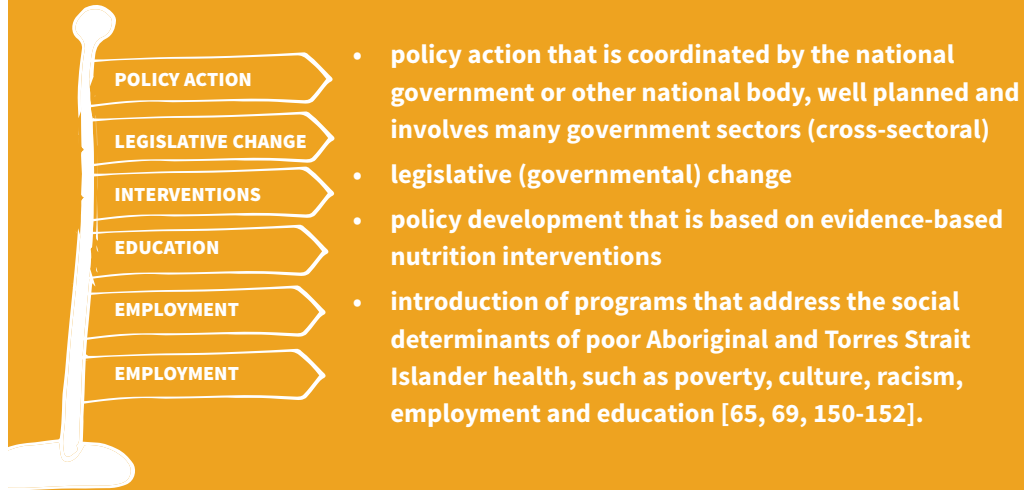 POLICY ACTION
LEGISLATIVE CHANGE
INTERVENTIONS
EDUCATION
EMPLOYMENT
EMPLOYMENT
• policy action that is coordinated by the national
government or other national body, well planned and
involves many government sectors (cross-sectoral)
• legislative (governmental) change
• policy development that is based on evidence-based
nutrition interventions
• introduction of programs that address the social
determinants of poor Aboriginal and Torres Strait
Islander health, such as poverty, culture, racism,
employment and education [65, 69, 150-152].